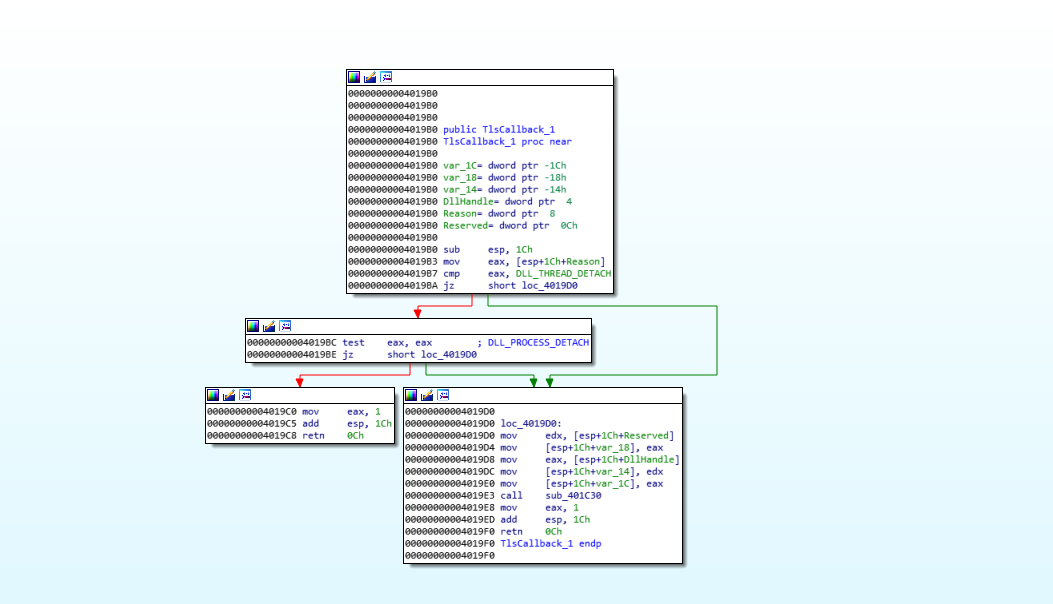 00000000004019B0
00000000004019B0
00000000004019B0
00000000004019B0 public TlsCallback_1
00000000004019B0 TlsCallback_1 proc near
00000000004019B0
00000000004019B0 var_1C= dword ptr -1Ch
00000000004019B0 var_18= dword ptr -18h
00000000004019B0 var_14= dword ptr -14h
00000000004019B0 DllHandle= dword ptr  4
00000000004019B0 Reason= dword ptr  8
00000000004019B0 Reserved= dword ptr  0Ch
00000000004019B0
00000000004019B0 sub     esp, 1Ch
00000000004019B3 mov     eax, [esp+1Ch+Reason]
00000000004019B7 cmp     eax, DLL_THREAD_DETACH
00000000004019BA jz      short loc_4019D0
00000000004019BC test    eax, eax        ; DLL_PROCESS_DETACH
00000000004019BE jz      short loc_4019D0
00000000004019C0 mov     eax, 1
00000000004019C5 add     esp, 1Ch
00000000004019C8 retn    0Ch
00000000004019D0
00000000004019D0 loc_4019D0:
00000000004019D0 mov     edx, [esp+1Ch+Reserved]
00000000004019D4 mov     [esp+1Ch+var_18], eax
00000000004019D8 mov     eax, [esp+1Ch+DllHandle]
00000000004019DC mov     [esp+1Ch+var_14], edx
00000000004019E0 mov     [esp+1Ch+var_1C], eax
00000000004019E3 call    sub_401C30
00000000004019E8 mov     eax, 1
00000000004019ED add     esp, 1Ch
00000000004019F0 retn    0Ch
00000000004019F0 TlsCallback_1 endp
00000000004019F0